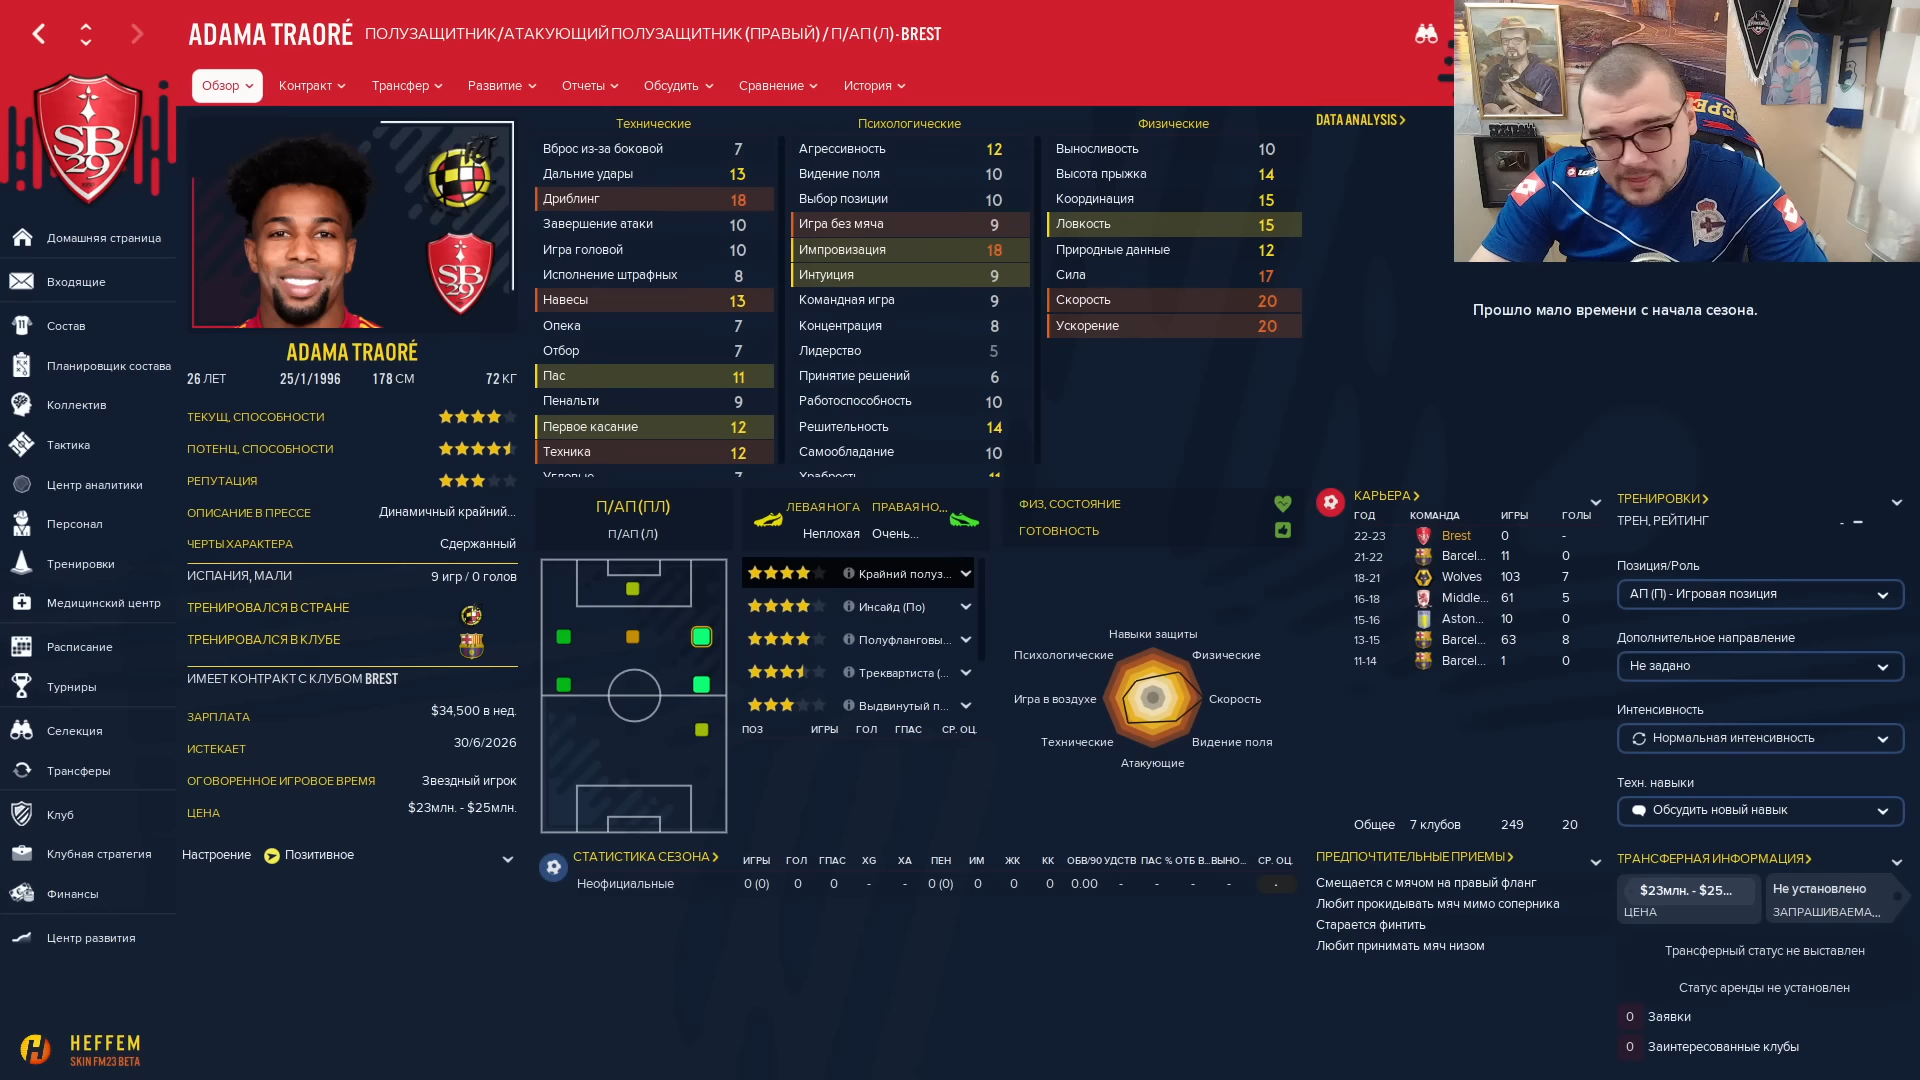 ADAMA TRAORÉ ПОЛУЗАЩИТНИК/АТАКУЮЩИЙ ПОЛУЗАЩИТНИК (ПРАВЫЙ) / П/АП (Л) - BREST
Обзор Контракт Трансфер Развитие Отчеты Обсудить Сравнение История
SB
29
Домашняя страница
Входящие
Состав
Планировщик состава
Коллектив
Тактика
Центр аналитики
Персонал
Тренировки
Медицинский центр
Расписание
Турниры
Селекция
Трансферы
Клуб
Клубная стратегия
Финансы
Центр развития
HEFFEM
SKIN FM23 BETA
SB
29
ADAMA TRAORÉ
26 ЛЕТ 25/1/1996 178 СМ 72 КГ
ТЕКУЩ, СПОСОБНОСТИ
ПОТЕНЦ, СПОСОБНОСТИ
РЕПУТАЦИЯ
ОПИСАНИЕ В ПРЕССЕ Динамичный крайний...
ЧЕРТЫ ХАРАКТЕРА Сдержанный
ИСПАНИЯ, МАЛИ 9 игр / 0 голов
ТРЕНИРОВАЛСЯ В СТРАНЕ
ТРЕНИРОВАЛСЯ В КЛУБЕ
ИМЕЕТ КОНТРАКТ С КЛУБОМ BREST
ЗАРПЛАТА $34,500 в нед.
ИСТЕКАЕТ 30/6/2026
ОГОВОРЕННОЕ ИГРОВОЕ ВРЕМЯ Звездный игрок
ЦЕНА $23млн. - $25млн.
Настроение Позитивное
Технические
Вброс из-за боковой 7
Дальние удары 13
Дриблинг 18
Завершение атаки 10
Игра головой 10
Исполнение штрафных 8
Навесы 13
Опека 7
Отбор 7
Пас 11
Пенальти 9
Первое касание 12
Техника 12
Угловые 7
Психологические
Агрессивность 12
Видение поля 10
Выбор позиции 10
Игра без мяча 9
Импровизация 18
Интуиция 9
Командная игра 9
Концентрация 8
Лидерство 5
Принятие решений 6
Работоспособность 10
Решительность 14
Самообладание 10
Храбрость 11
Физические
Выносливость 10
Высота прыжка 14
Координация 15
Ловкость 15
Природные данные 12
Сила 17
Скорость 20
Ускорение 20
DATA ANALYSIS
Прошло мало времени с начала сезона.
П/АП (ПЛ)
П/АП (Л)
ЛЕВАЯ НОГА ПРАВАЯ НО...
Неплохая Очень...
Крайний полуз...
Инсайд (По)
Полуфланговы...
Треквартиста (...
Выдвинутый п...
ПОЗ ИГРЫ ГОЛ ГПАС СР. ОЦ.
ФИЗ, СОСТОЯНИЕ
ГОТОВНОСТЬ
Навыки защиты
Психологические Физические
Игра в воздухе Скорость
Технические Видение поля
Атакующие
КАРЬЕРА
ГОД КОМАНДА ИГРЫ ГОЛЫ
22-23 Brest 0 -
21-22 Barcel... 11 0
18-21 Wolves 103 7
16-18 Middle... 61 5
15-16 Aston... 10 0
13-15 Barcel... 63 8
11-14 Barcel... 1 0
Общее 7 клубов 249 20
ТРЕНИРОВКИ
ТРЕН, РЕЙТИНГ -
Позиция/Роль
АП (П) - Игровая позиция
Дополнительное направление
Не задано
Интенсивность
Нормальная интенсивность
Техн. навыки
Обсудить новый навык
СТАТИСТИКА СЕЗОНА ИГРЫ ГОЛ ГПАС XG XA ПЕН ИМ ЖК КК ОБВ/90 УДСТВ ПАС % ОТБ В... ВЫНО... СР. ОЦ.
Неофициальные 0 (0) 0 0 - - 0 (0) 0 0 0 0.00 - - - - -
ПРЕДПОЧТИТЕЛЬНЫЕ ПРИЕМЫ
Смещается с мячом на правый фланг
Любит прокидывать мяч мимо соперника
Старается финтить
Любит принимать мяч низом
ТРАНСФЕРНАЯ ИНФОРМАЦИЯ
$23млн. - $25... Не установлено
ЦЕНА ЗАПРАШИВАЕМА...
Трансферный статус не выставлен
Статус аренды не установлен
0 Заявки
0 Заинтересованные клубы